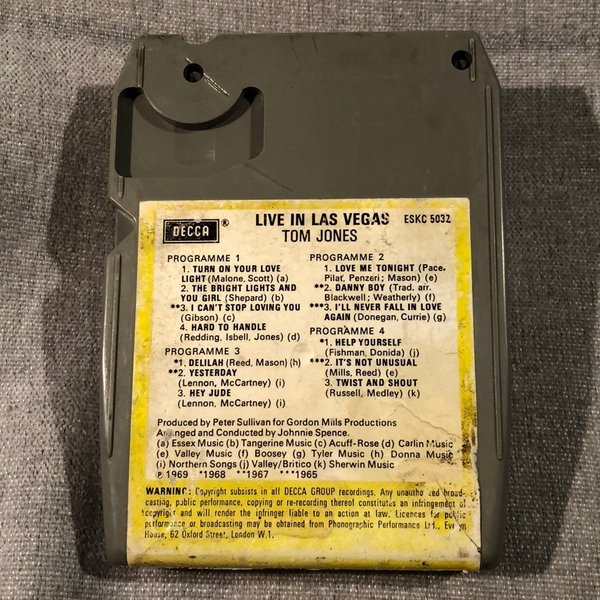 DECCA ® LIVE IN LAS VEGAS ESKC 5032
TOM JONES
PROGRAMME 1
1. TURN ON YOUR LOVE
LIGHT (Malone, Scott) (a)
2. THE BRIGHT LIGHTS AND
YOU GIRL (Shepard) (b)
**3. I CAN'T STOP LOVING YOU
(Gibson) (c)
4. HARD TO HANDLE
(Redding, Isbell, Jones) (d)
PROGRAMME 3
*1. DELILAH (Reed, Mason) (h)
**2. YESTERDAY
(Lennon, McCartney) (i)
3. HEY JUDE
(Lennon, McCartney) (i)
PROGRAMME 2
1. LOVE ME TONIGHT (Pace,
Pilat, Penzeri; Mason) (e)
**2. DANNY BOY (Trad. arr.
Blackwell; Weatherly) (f)
***3. I'LL NEVER FALL IN LOVE
AGAIN (Donegan, Currie) (g)
PROGRAMME 4
*1. HELP YOURSELF
(Fishman, Donida) (j)
***2. IT'S NOT UNUSUAL
(Mills, Reed) (e)
3. TWIST AND SHOUT
(Russell, Medley) (k)
Produced by Peter Sullivan for Gordon Mills Productions
Arranged and Conducted by Johnnie Spence.
(a) Essex Music (b) Tangerine Music (c) Acuff-Rose (d) Carlin Music
(e) Valley Music (f) Boosey (g) Tyler Music (h) Donna Music
(i) Northern Songs (j) Valley/Britico (k) Sherwin Music
℗ 1969 *1968 **1967 ***1965
WARNING: Copyright subsists in all DECCA GROUP recordings. Any unauthorized broad-
casting, public performance, copying or re-recording thereof constitutes an infringement of
copyright and will render the infringer liable to an action at law. Licences for public
performance or broadcasting may be obtained from Phonographic Performance Ltd., Evelyn
House, 62 Oxford Street, London W.1.